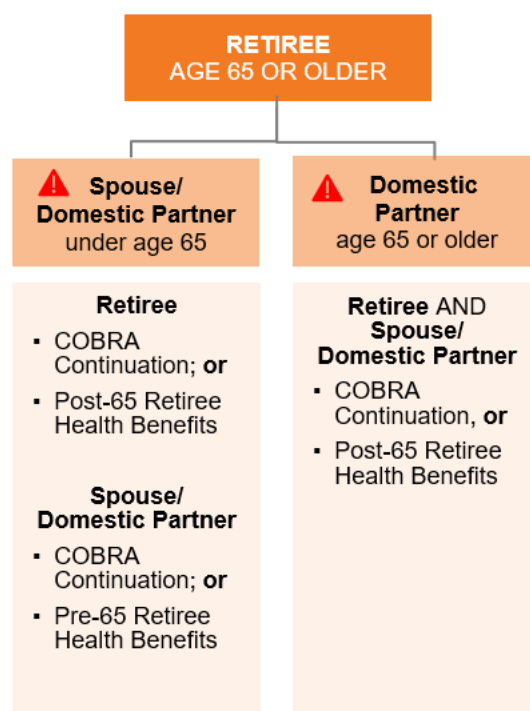 RETIREE
AGE 65 OR OLDER
Spouse/
Domestic Partner
under age 65
Retiree
▪ COBRA
Continuation; or
▪ Post-65 Retiree
Health Benefits
Spouse/
Domestic Partner
▪ COBRA
Continuation; or
▪ Pre-65 Retiree
Health Benefits
Domestic
Partner
age 65 or older
Retiree AND
Spouse/
Domestic Partner
▪ COBRA
Continuation, or
▪ Post-65 Retiree
Health Benefits